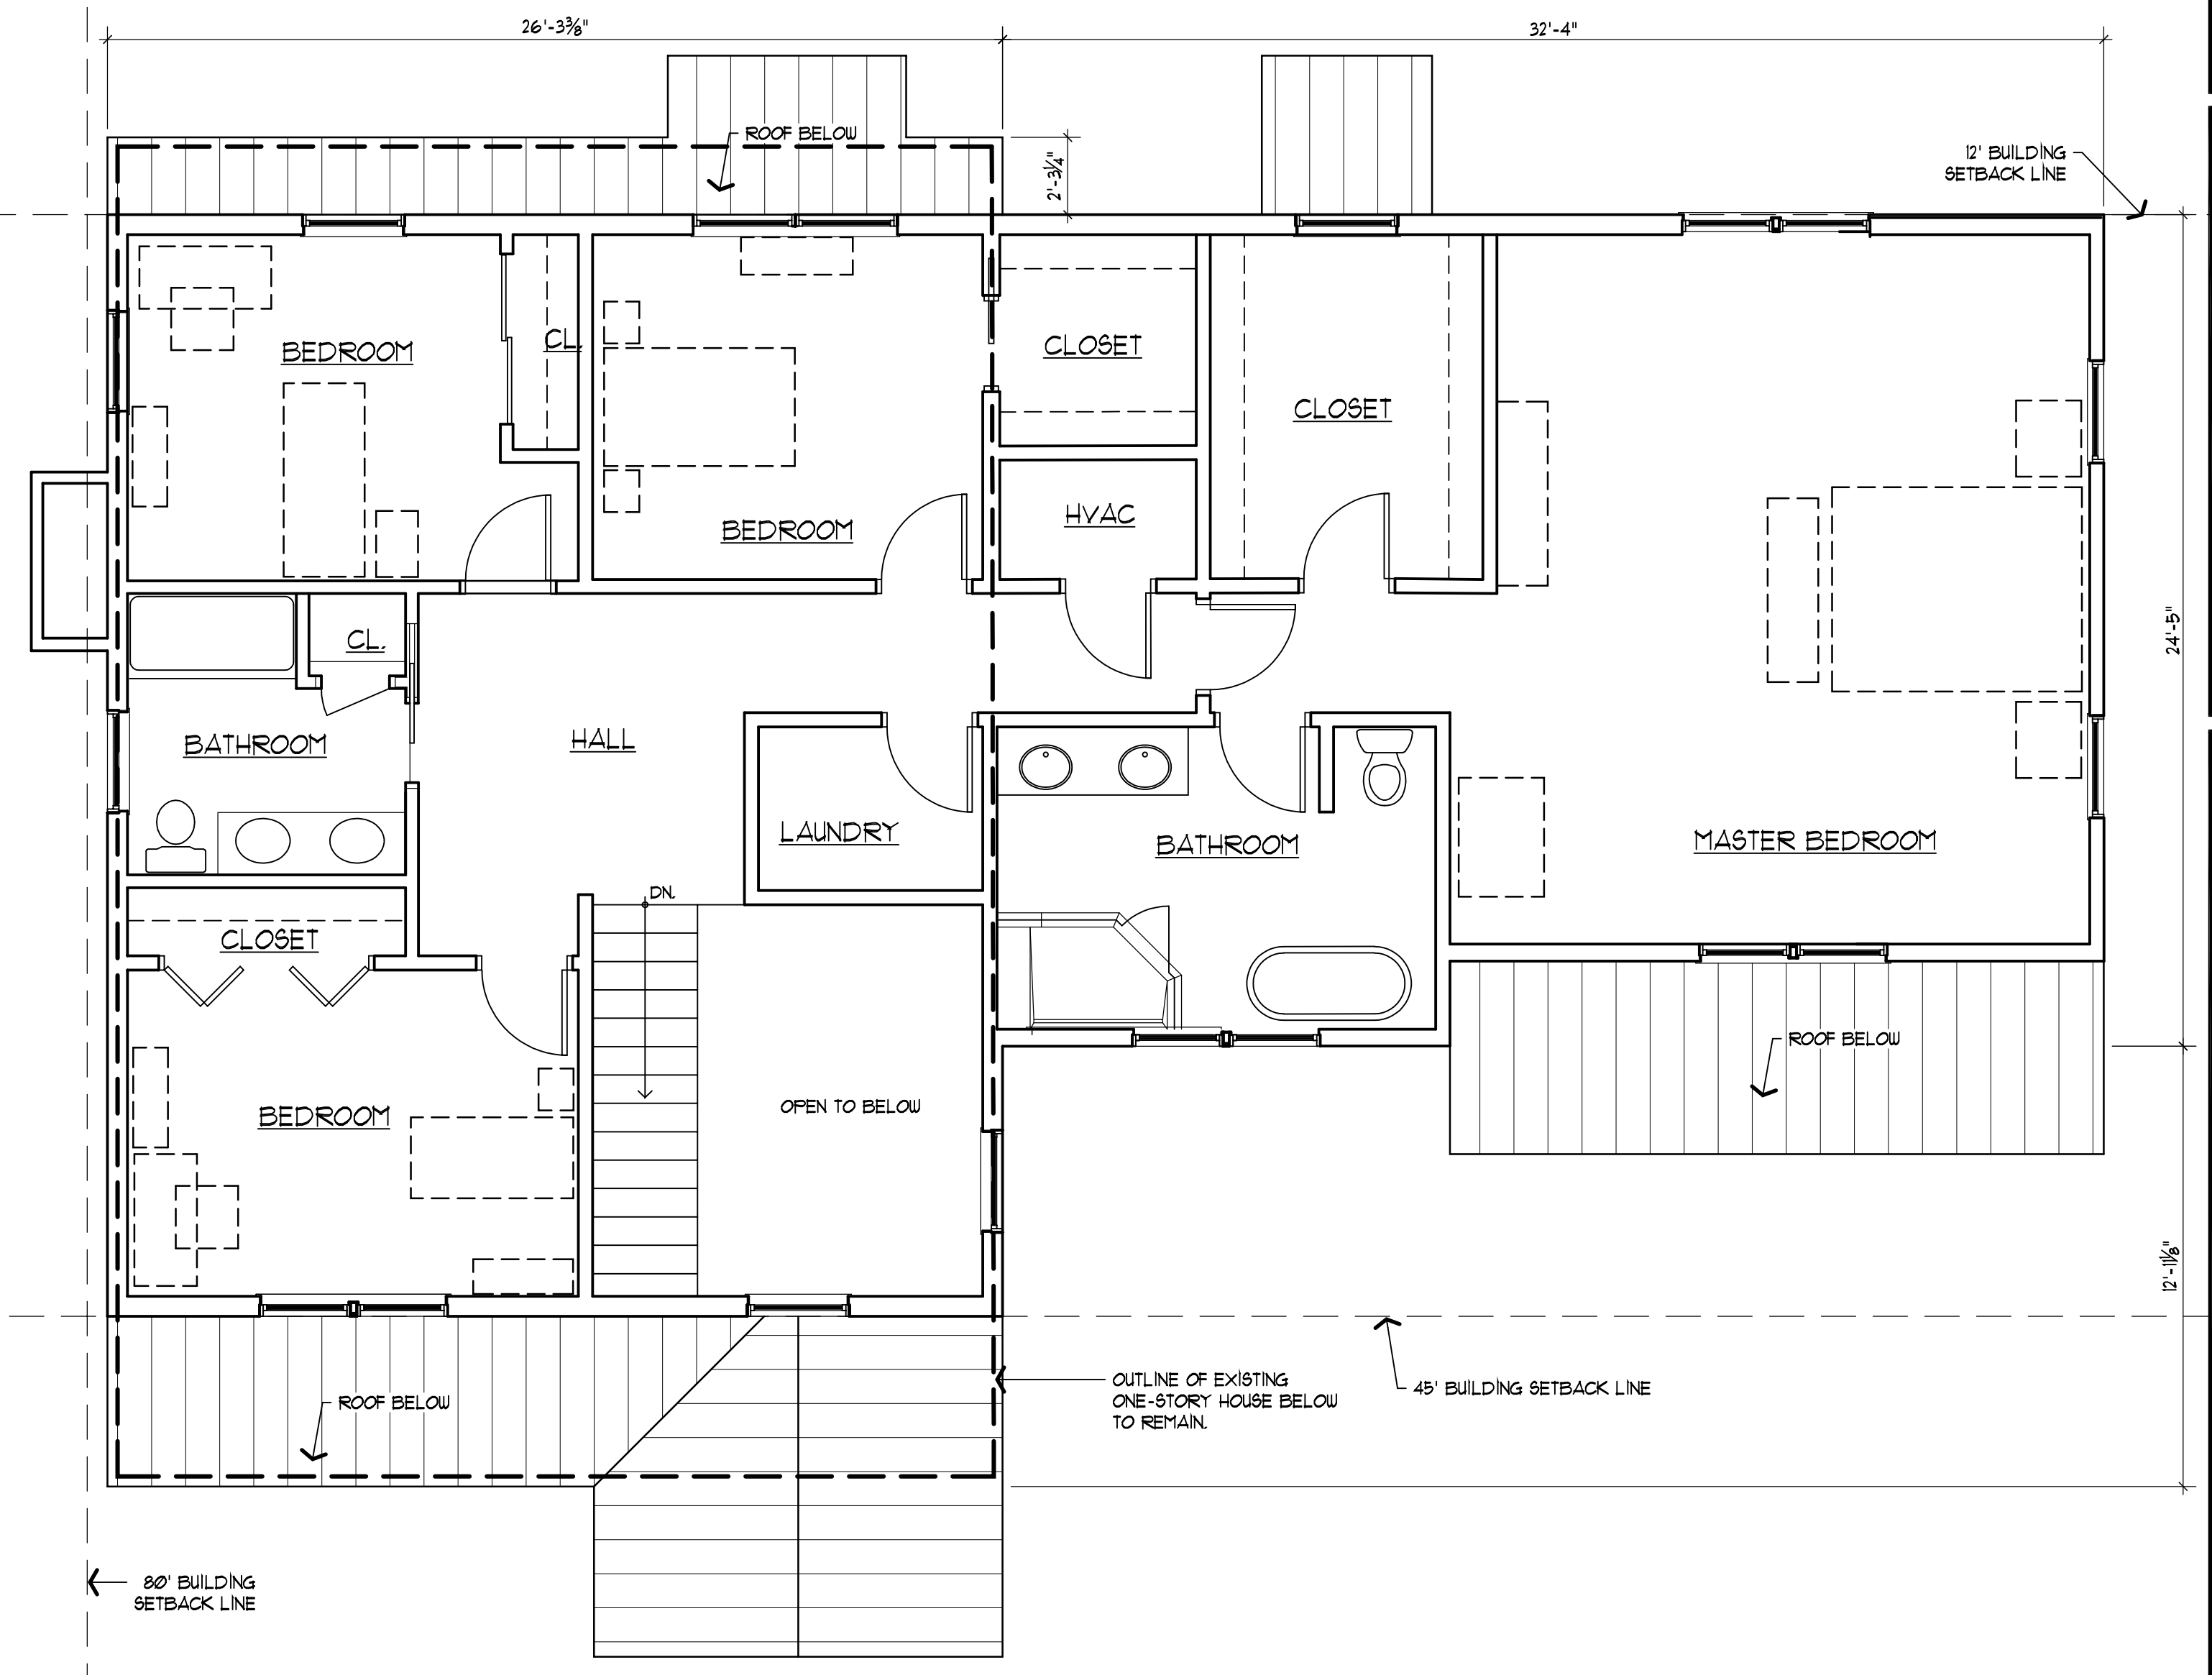 26'-3⅜"
32'-4"
ROOF BELOW
2'-3¼"
12' BUILDING
SETBACK LINE
BEDROOM
CL.
CLOSET
CLOSET
HVAC
BEDROOM
CL.
24'-5"
BATHROOM
HALL
LAUNDRY
BATHROOM
MASTER BEDROOM
DN.
CLOSET
ROOF BELOW
BEDROOM
OPEN TO BELOW
12'-11⅛"
OUTLINE OF EXISTING
ONE-STORY HOUSE BELOW
TO REMAIN.
45' BUILDING SETBACK LINE
ROOF BELOW
80' BUILDING
SETBACK LINE